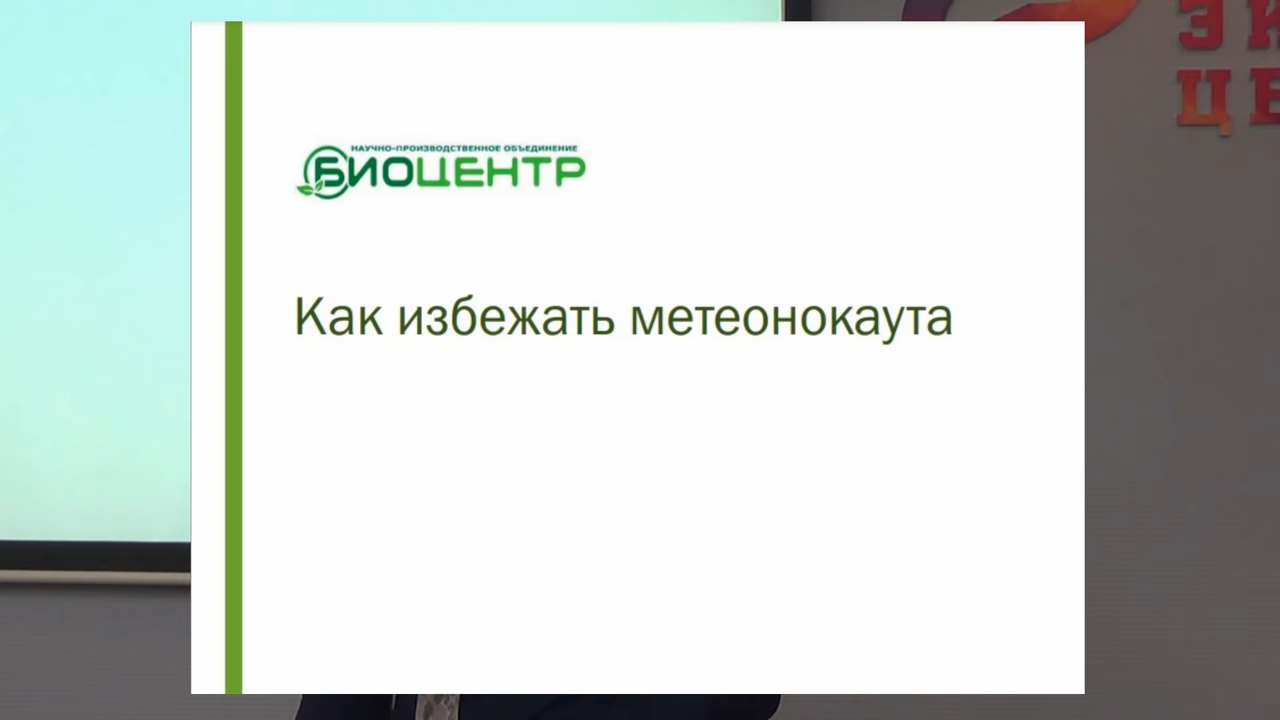 НАУЧНО-ПРОИЗВОДСТВЕННОЕ ОБЪЕДИНЕНИЕ
БИОЦЕНТР
Как избежать метеонокаута